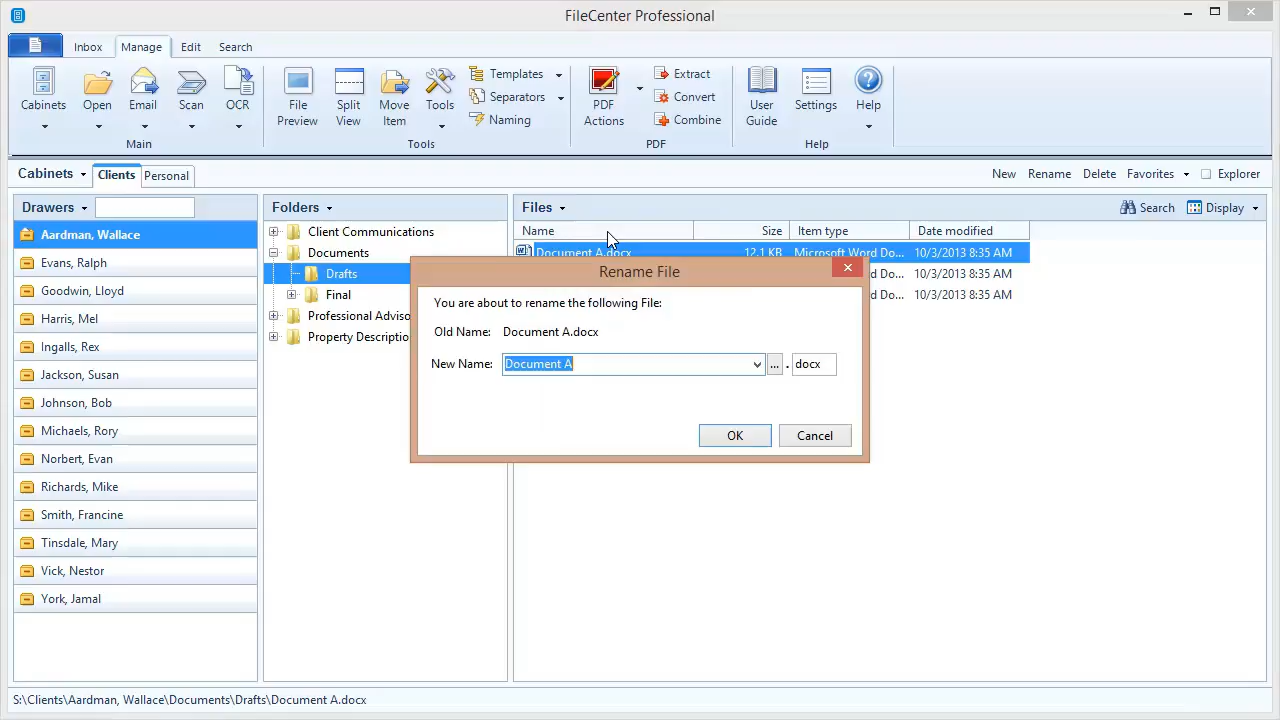 FileCenter Professional
Inbox Manage Edit Search
Cabinets Open Email Scan OCR
Main
File Preview Split View Move Item Tools
Templates
Separators
Naming
Tools
PDF Actions
Extract
Convert
Combine
PDF
User Guide Settings Help
Help
Cabinets Clients Personal New Rename Delete Favorites Explorer
Drawers
Aardman, Wallace
Evans, Ralph
Goodwin, Lloyd
Harris, Mel
Ingalls, Rex
Jackson, Susan
Johnson, Bob
Michaels, Rory
Norbert, Evan
Richards, Mike
Smith, Francine
Tinsdale, Mary
Vick, Nestor
York, Jamal
Folders
Client Communications
Documents
Drafts
Final
Professional Adviso
Property Descriptio
Files Search Display
Name Size Item type Date modified
Document A.docx 12.1 KB Microsoft Word Do... 10/3/2013 8:35 AM
d Do... 10/3/2013 8:35 AM
d Do... 10/3/2013 8:35 AM
Rename File
You are about to rename the following File:
Old Name: Document A.docx
New Name: Document A ... . docx
OK Cancel
S:\Clients\Aardman, Wallace\Documents\Drafts\Document A.docx